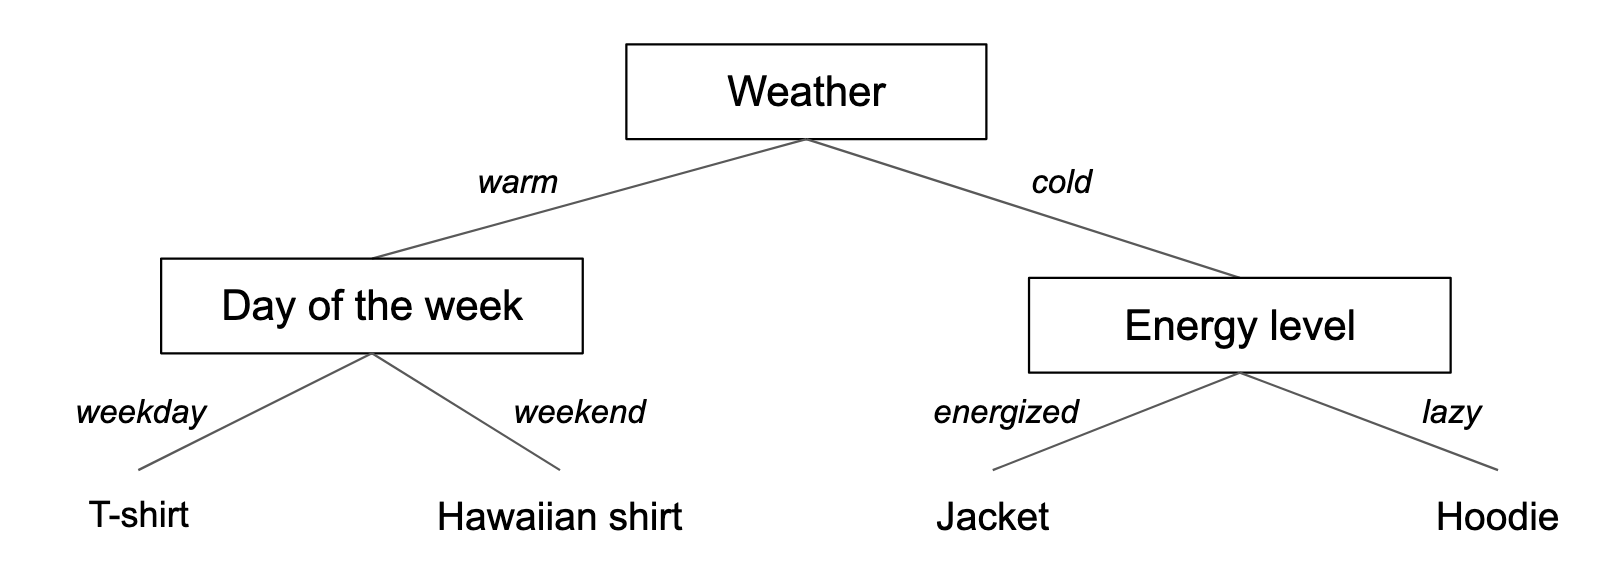 Weather
warm
cold
Day of the week
Energy level
weekday
weekend
energized
lazy
T-shirt
Hawaiian shirt
Jacket
Hoodie